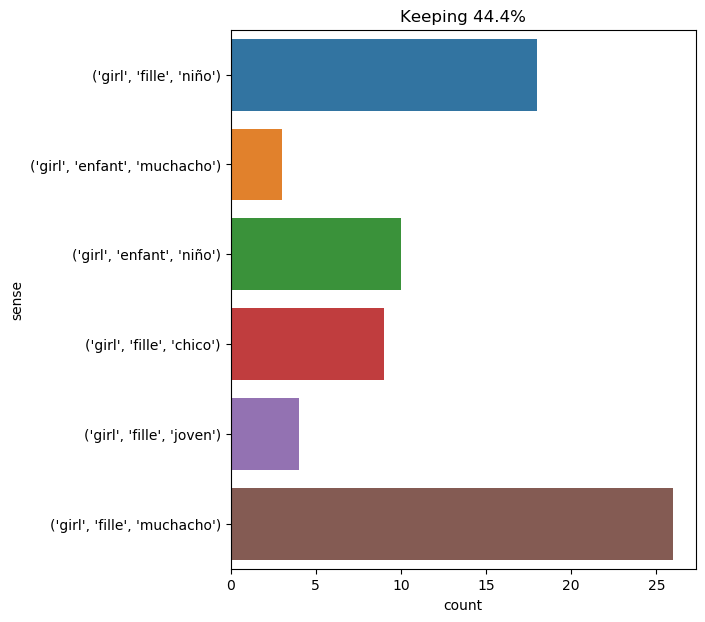 Keeping 44.4%
('girl', 'fille', 'niño')
('girl', 'enfant', 'muchacho')
('girl', 'enfant', 'niño')
('girl', 'fille', 'chico')
('girl', 'fille', 'joven')
('girl', 'fille', 'muchacho')
sense
0 5 10 15 20 25
count